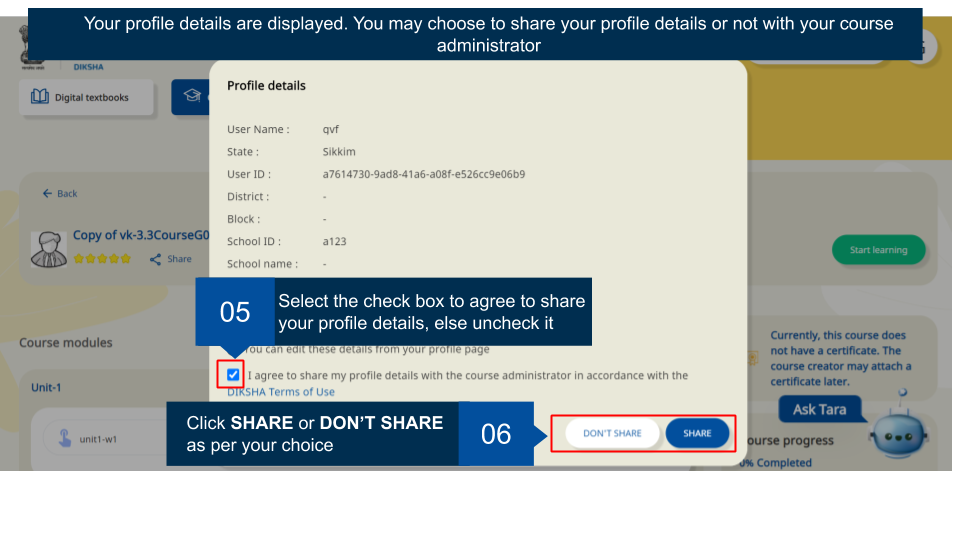 Your profile details are displayed. You may choose to share your profile details or not with your course
administrator
DIKSHA
Digital textbooks
Profile details
User Name : qvf
State : Sikkim
User ID : a7614730-9ad8-41a6-a08f-e526cc9e06b9
District : -
Block : -
School ID : a123
School name : -
← Back
Copy of vk-3.3CourseG0
Share
Start learning
05
Select the check box to agree to share
your profile details, else uncheck it
You can edit these details from your profile page
I agree to share my profile details with the course administrator in accordance with the
DIKSHA Terms of Use
Course modules
Unit-1
unit1-w1
Click SHARE or DON'T SHARE
as per your choice
06
DON'T SHARE
SHARE
Currently, this course does
not have a certificate. The
course creator may attach a
certificate later.
Ask Tara
ourse progress
0% Completed